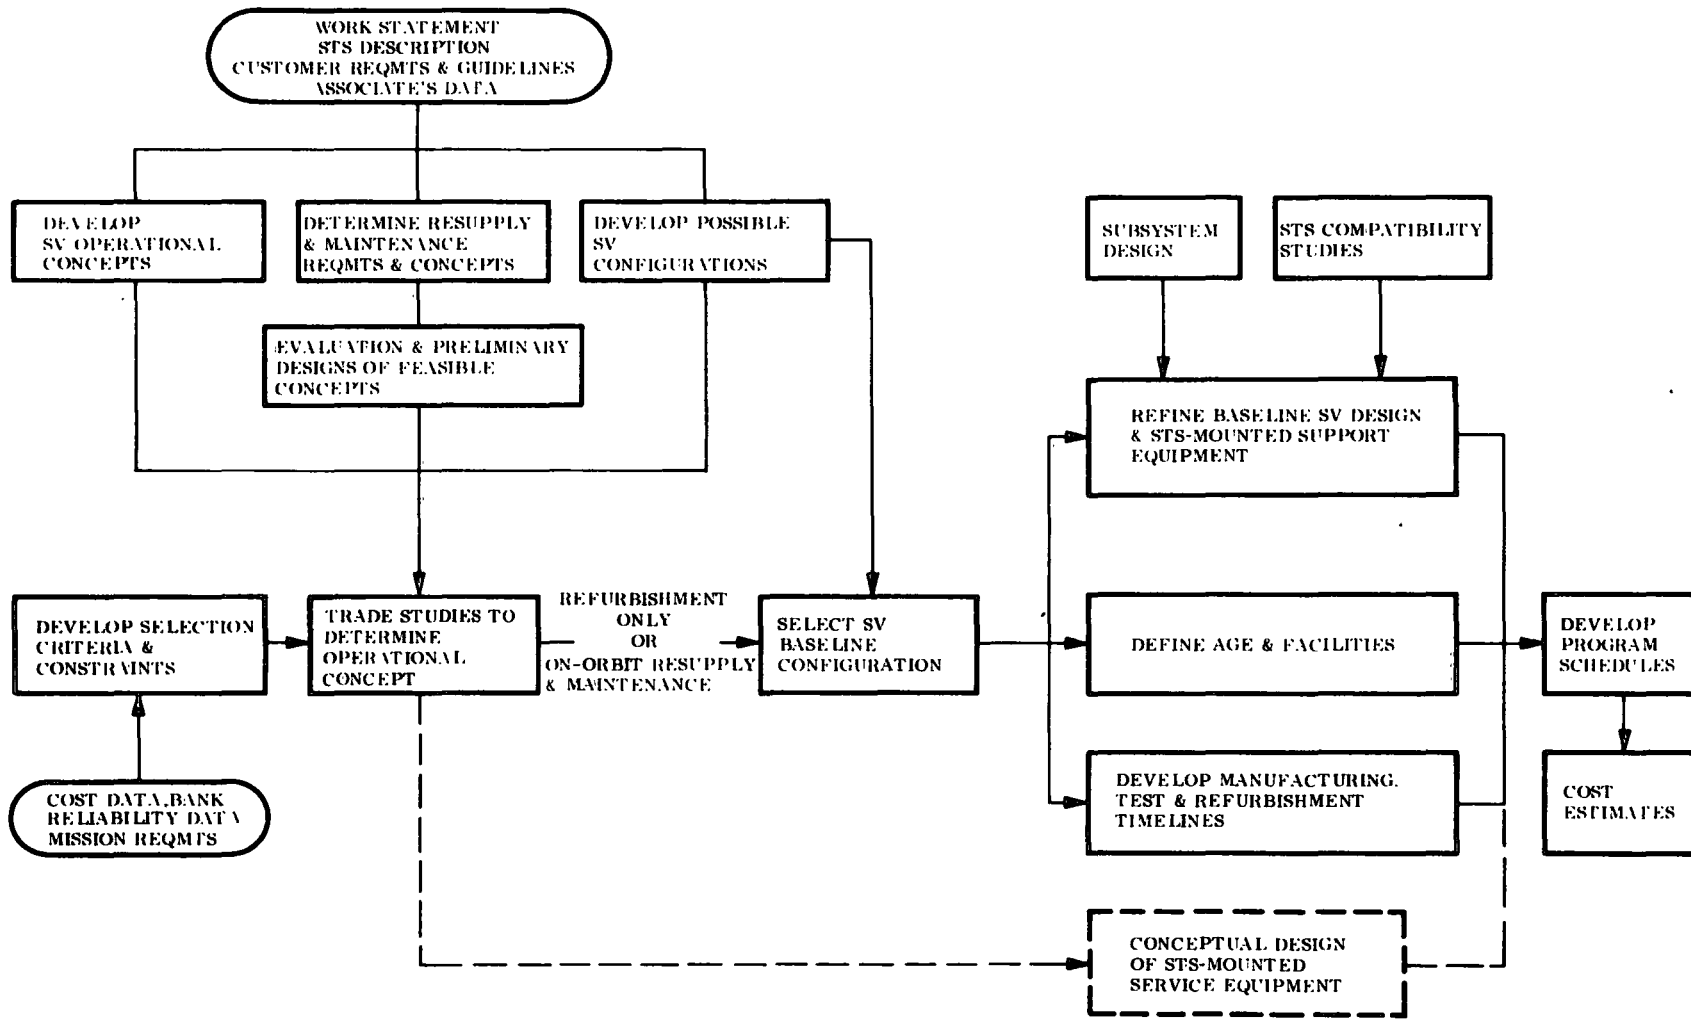 WORK STATEMENT
STS DESCRIPTION
CUSTOMER REQMTS & GUIDELINES
ASSOCIATE'S DATA
DEVELOP
SV OPERATIONAL
CONCEPTS
DETERMINE RESUPPLY
& MAINTENANCE
REQMTS & CONCEPTS
DEVELOP POSSIBLE
SV
CONFIGURATIONS
SUBSYSTEM
DESIGN
STS COMPATIBILITY
STUDIES
EVALUATION & PRELIMINARY
DESIGNS OF FEASIBLE
CONCEPTS
REFINE BASELINE SV DESIGN
& STS-MOUNTED SUPPORT
EQUIPMENT
DEVELOP SELECTION
CRITERIA &
CONSTRAINTS
TRADE STUDIES TO
DETERMINE
OPERATIONAL
CONCEPT
REFURBISHMENT
ONLY
OR
ON-ORBIT RESUPPLY
& MAINTENANCE
SELECT SV
BASELINE
CONFIGURATION
DEFINE AGE & FACILITIES
DEVELOP
PROGRAM
SCHEDULES
COST DATA, BANK
RELIABILITY DATA
MISSION REQMTS
DEVELOP MANUFACTURING,
TEST & REFURBISHMENT
TIMELINES
COST
ESTIMATES
CONCEPTUAL DESIGN
OF STS-MOUNTED
SERVICE EQUIPMENT